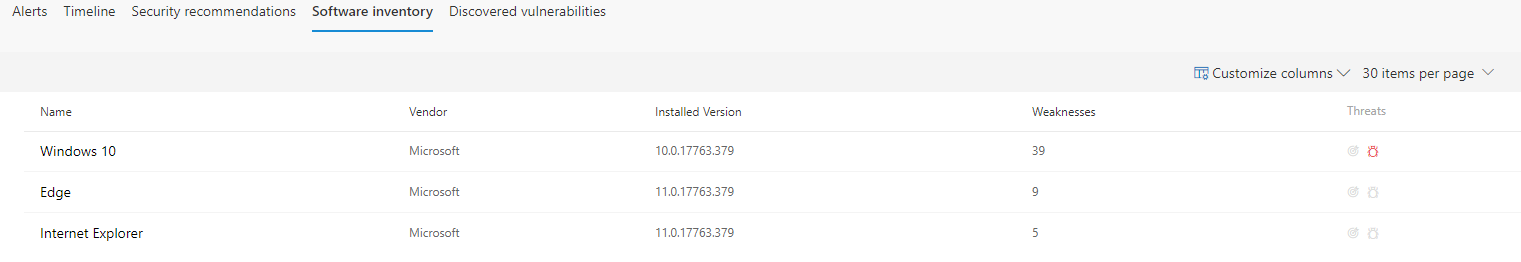 Alerts Timeline Security recommendations Software inventory Discovered vulnerabilities
Customize columns 30 items per page
Name Vendor Installed Version Weaknesses Threats
Windows 10 Microsoft 10.0.17763.379 39
Edge Microsoft 11.0.17763.379 9
Internet Explorer Microsoft 11.0.17763.379 5